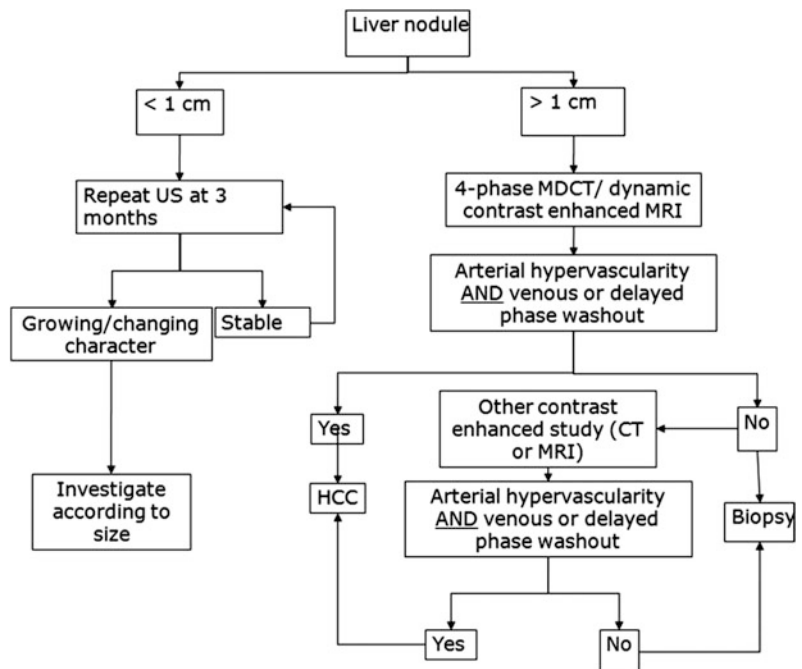 Liver nodule
< 1 cm
> 1 cm
Repeat US at 3
months
4-phase MDCT/ dynamic
contrast enhanced MRI
Arterial hypervascularity
AND venous or delayed
phase washout
Growing/changing
character
Stable
Yes
Other contrast
enhanced study (CT
or MRI)
No
Investigate
according to
size
HCC
Arterial hypervascularity
AND venous or delayed
phase washout
Biopsy
Yes
No